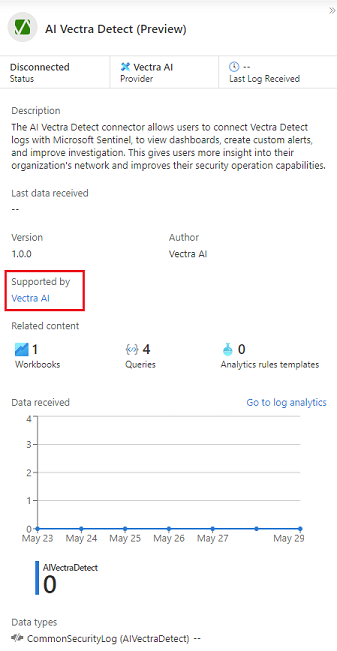 »
AI Vectra Detect (Preview)
Disconnected
Status
Vectra AI
Provider
--
Last Log Received
Description
The AI Vectra Detect connector allows users to connect Vectra Detect
logs with Microsoft Sentinel, to view dashboards, create custom alerts,
and improve investigation. This gives users more insight into their
organization's network and improves their security operation capabilities.
Last data received
--
Version
1.0.0
Author
Vectra AI
Supported by
Vectra AI
Related content
1
Workbooks
4
Queries
0
Analytics rules templates
Data received
Go to log analytics
4
3
2
1
0
May 23 May 24 May 25 May 26 May 27 May 29
AIVectraDetect
0
Data types
CommonSecurityLog (AIVectraDetect) --